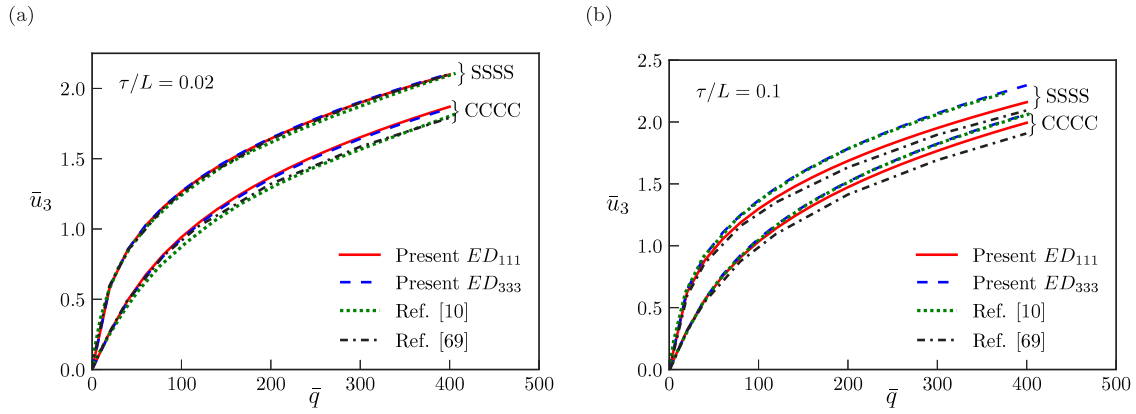 (a)
τ/L = 0.02
} SSSS
} CCCC
2.0
1.5
1.0
0.5
0.0
ū₃
Present ED₁₁₁
Present ED₃₃₃
Ref. [10]
Ref. [69]
0 100 200 300 400 500
q̄
(b)
τ/L = 0.1
} SSSS
} CCCC
2.5
2.0
1.5
1.0
0.5
0.0
ū₃
Present ED₁₁₁
Present ED₃₃₃
Ref. [10]
Ref. [69]
0 100 200 300 400 500
q̄